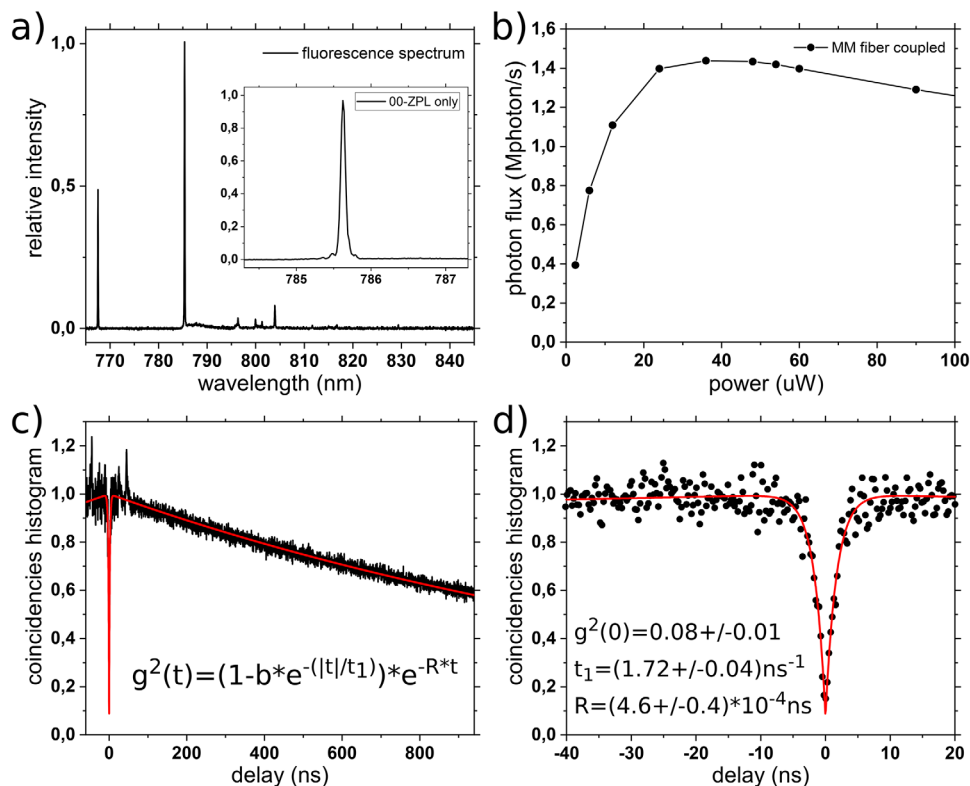 a)
fluorescence spectrum
00-ZPL only
1,0
0,8
0,6
0,4
0,2
0,0
785 786 787
1,0
0,5
0,0
relative intensity
770 780 790 800 810 820 830 840
wavelength (nm)
b)
MM fiber coupled
1,6
1,4
1,2
1,0
0,8
0,6
0,4
0,2
0,0
photon flux (Mphoton/s)
0 20 40 60 80 100
power (uW)
c)
1,2
1,0
0,8
0,6
0,4
0,2
0,0
coincidencies histogram
g²(t)=(1-b*e^-(|t|/t₁))*e^-R*t
0 200 400 600 800
delay (ns)
d)
1,2
1,0
0,8
0,6
0,4
0,2
0,0
coincidencies histogram
g²(0)=0.08+/-0.01
t₁=(1.72+/-0.04)ns⁻¹
R=(4.6+/-0.4)*10⁻⁴ns
-40 -30 -20 -10 0 10 20
delay (ns)